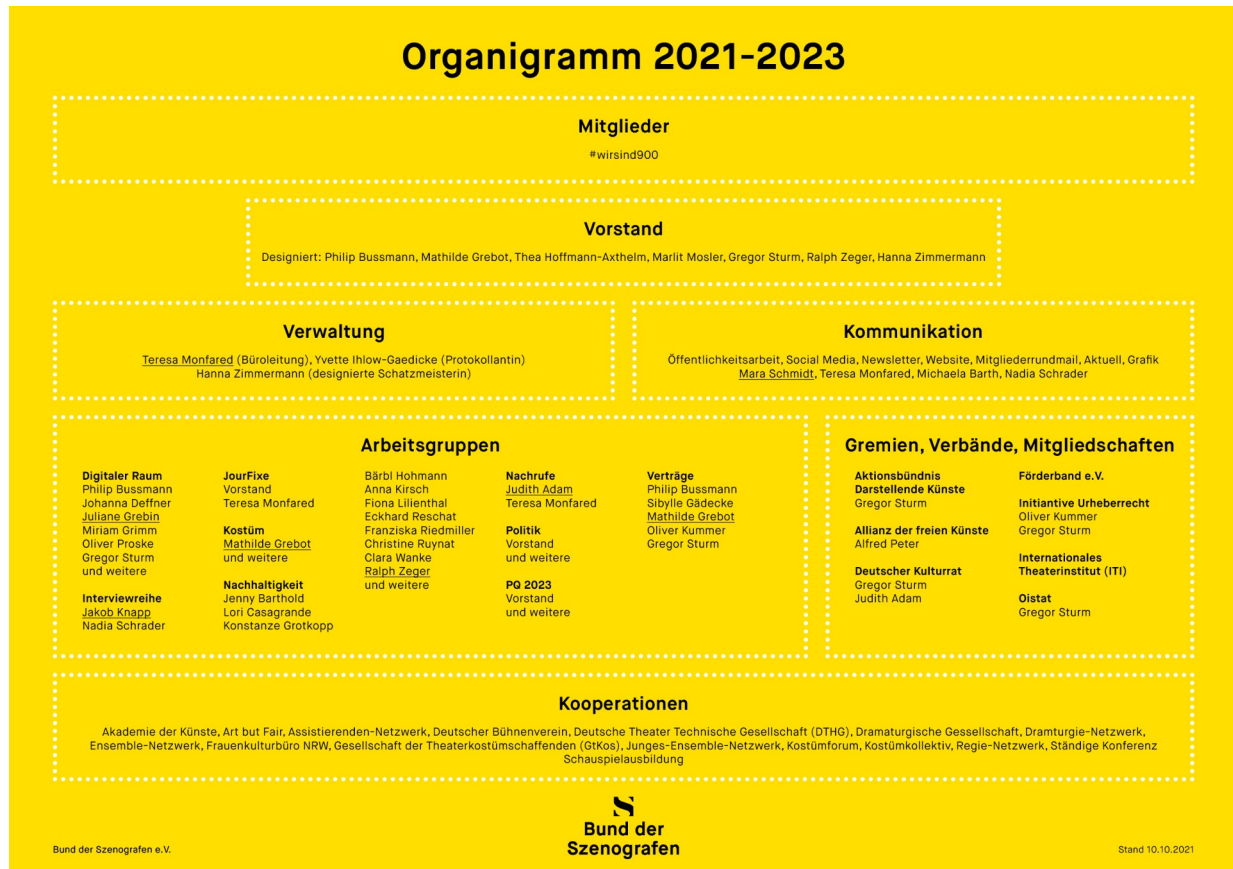 Organigramm 2021-2023
Mitglieder
#wirsind900
Vorstand
Designiert: Philip Bussmann, Mathilde Grebot, Thea Hoffmann-Axthelm, Marlit Mosler, Gregor Sturm, Ralph Zeger, Hanna Zimmermann
Verwaltung
Teresa Monfared (Büroleitung), Yvette Ihlow-Gaedicke (Protokollantin)
Hanna Zimmermann (designierte Schatzmeisterin)
Kommunikation
Öffentlichkeitsarbeit, Social Media, Newsletter, Website, Mitgliederrundmail, Aktuell, Grafik
Mara Schmidt, Teresa Monfared, Michaela Barth, Nadia Schrader
Arbeitsgruppen
Digitaler Raum
Philip Bussmann
Johanna Deffner
Juliane Grebin
Miriam Grimm
Oliver Proske
Gregor Sturm
und weitere
Interviewreihe
Jakob Knapp
Nadia Schrader
JourFixe
Vorstand
Teresa Monfared
Kostüm
Mathilde Grebot
und weitere
Nachhaltigkeit
Jenny Barthold
Lori Casagrande
Konstanze Grotkopp
Bärbl Hohmann
Anna Kirsch
Fiona Lilienthal
Eckhard Reschat
Franziska Riedmiller
Christine Ruynat
Clara Wanke
Ralph Zeger
und weitere
Nachrufe
Judith Adam
Teresa Monfared
Politik
Vorstand
und weitere
PQ 2023
Vorstand
und weitere
Verträge
Philip Bussmann
Sibylle Gädecke
Mathilde Grebot
Oliver Kummer
Gregor Sturm
Gremien, Verbände, Mitgliedschaften
Aktionsbündnis
Darstellende Künste
Gregor Sturm
Allianz der freien Künste
Alfred Peter
Deutscher Kulturrat
Gregor Sturm
Judith Adam
Förderband e.V.
Initiantive Urheberrecht
Oliver Kummer
Gregor Sturm
Internationales
Theaterinstitut (ITI)
Oistat
Gregor Sturm
Kooperationen
Akademie der Künste, Art but Fair, Assistierenden-Netzwerk, Deutscher Bühnenverein, Deutsche Theater Technische Gesellschaft (DTHG), Dramaturgische Gessellschaft, Dramturgie-Netzwerk,
Ensemble-Netzwerk, Frauenkulturbüro NRW, Gesellschaft der Theaterkostümschaffenden (GtKos), Junges-Ensemble-Netzwerk, Kostümforum, Kostümkollektiv, Regie-Netzwerk, Ständige Konferenz
Schauspielausbildung
Bund der
Szenografen
Bund der Szenografen e.V.
Stand 10.10.2021